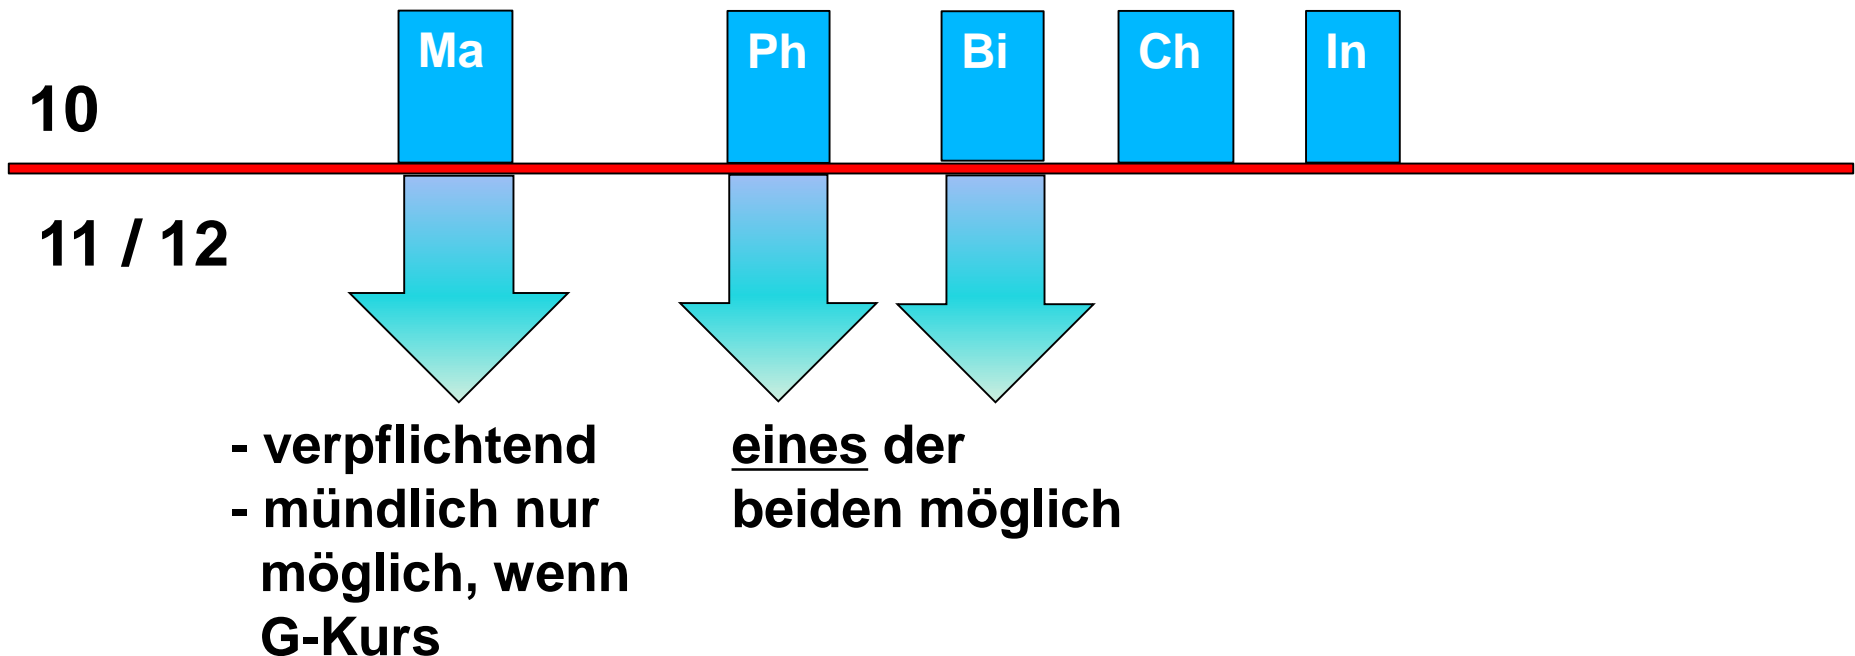 Ma Ph Bi Ch In
10
11 / 12
- verpflichtend
- mündlich nur
möglich, wenn
G-Kurs
eines der
beiden möglich